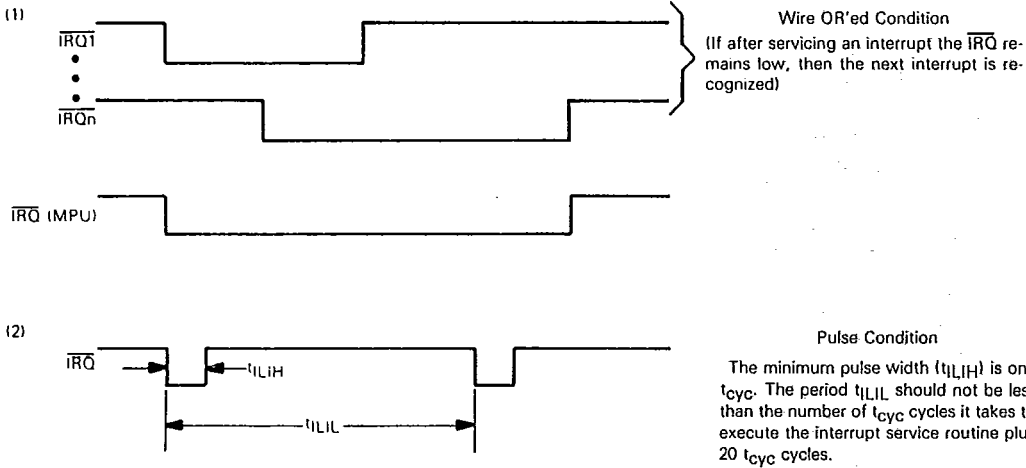 (1)
IRQ1
IRQn
IRQ (MPU)
Wire OR'ed Condition
(If after servicing an interrupt the IRQ re-
mains low, then the next interrupt is re-
cognized)
(2)
IRQ
tILIH
tILIL
Pulse Condition
The minimum pulse width (tILIH) is on
tcyc. The period tILIL should not be les
than the number of tcyc cycles it takes t
execute the interrupt service routine plu
20 tcyc cycles.